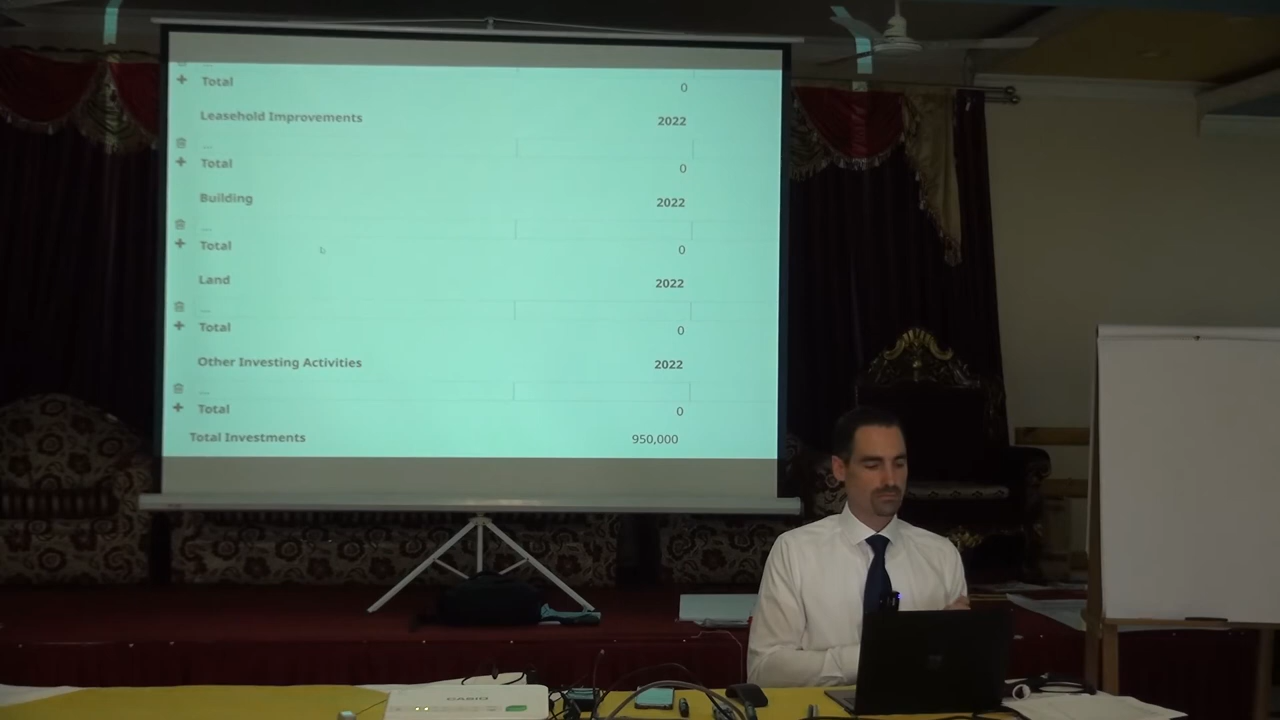 ...
Total 0
Leasehold Improvements 2022
...
Total 0
Building 2022
...
Total 0
Land 2022
...
Total 0
Other Investing Activities 2022
...
Total 0
Total Investments 950,000
CASIO